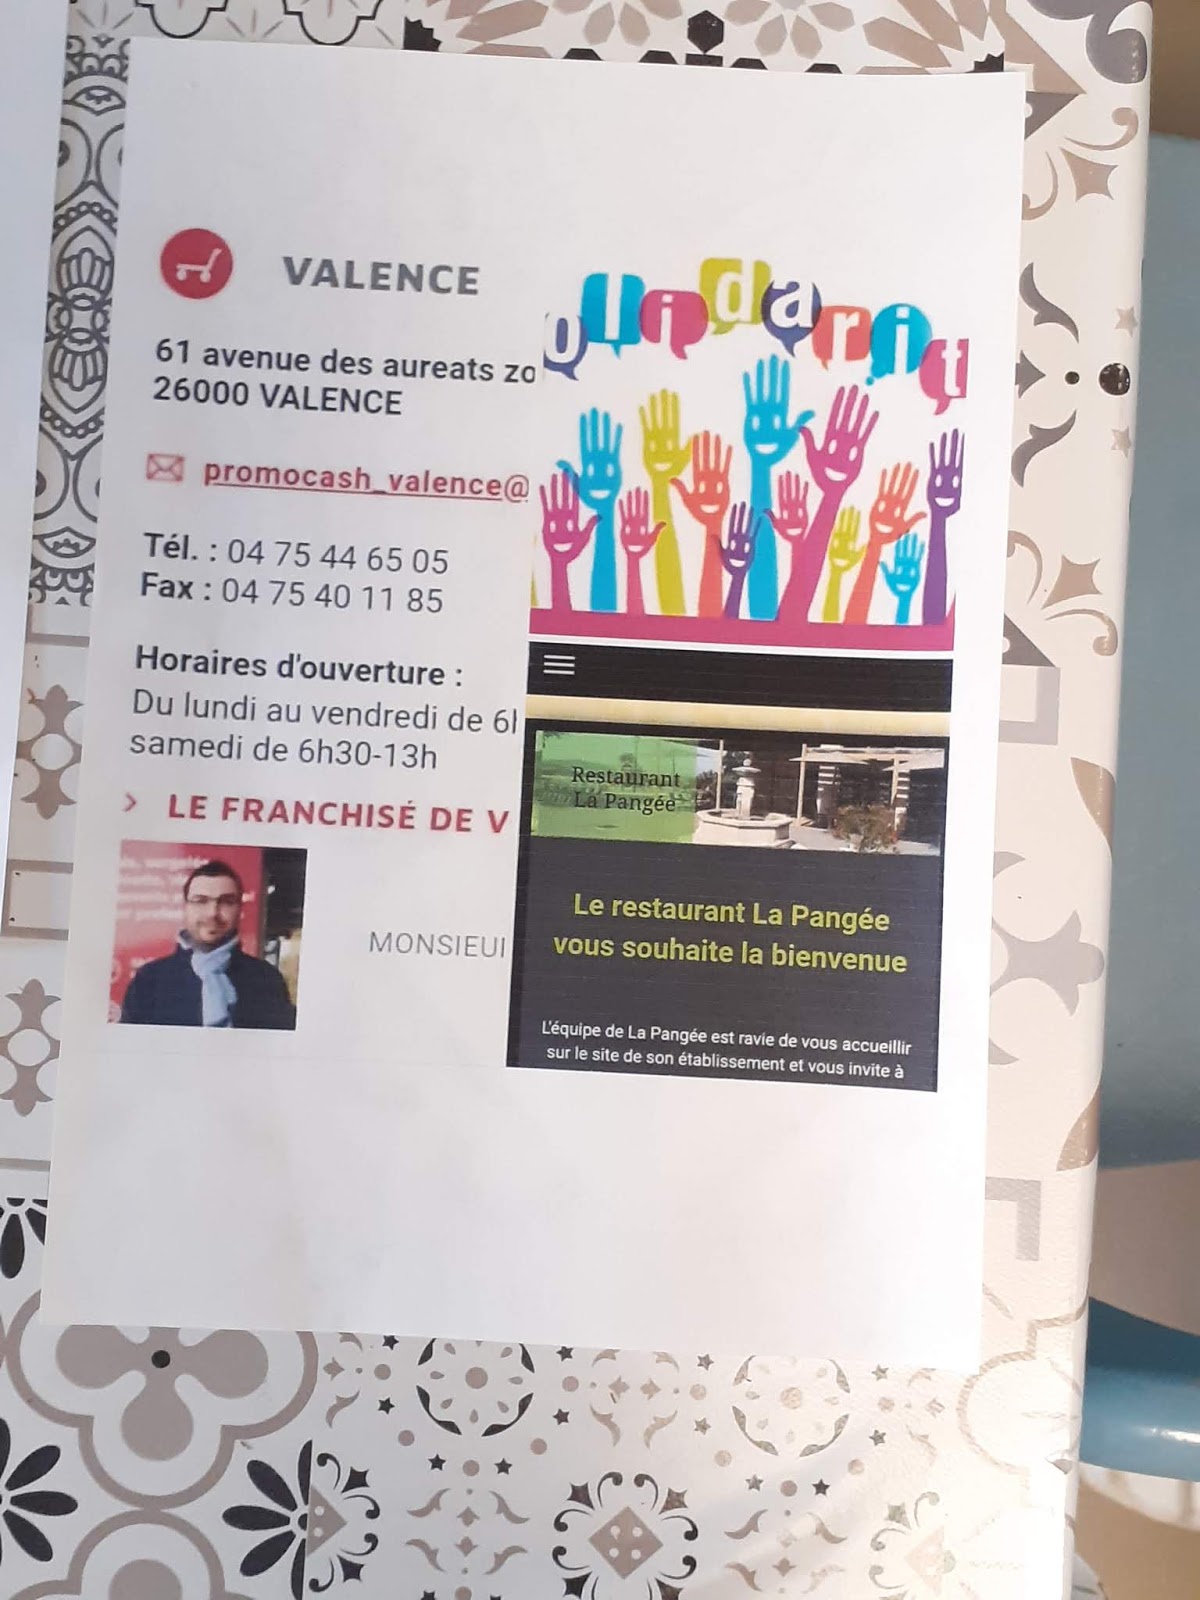 VALENCE
61 avenue des aureats zo
26000 VALENCE
promocash_valence@
Tél. : 04 75 44 65 05
Fax : 04 75 40 11 85
Horaires d'ouverture :
Du lundi au vendredi de 6h
samedi de 6h30-13h
LE FRANCHISÉ DE V
MONSIEUI
olidarit
Restaurant
La Pangée
Le restaurant La Pangée
vous souhaite la bienvenue
L'équipe de La Pangée est ravie de vous accueillir
sur le site de son établissement et vous invite à